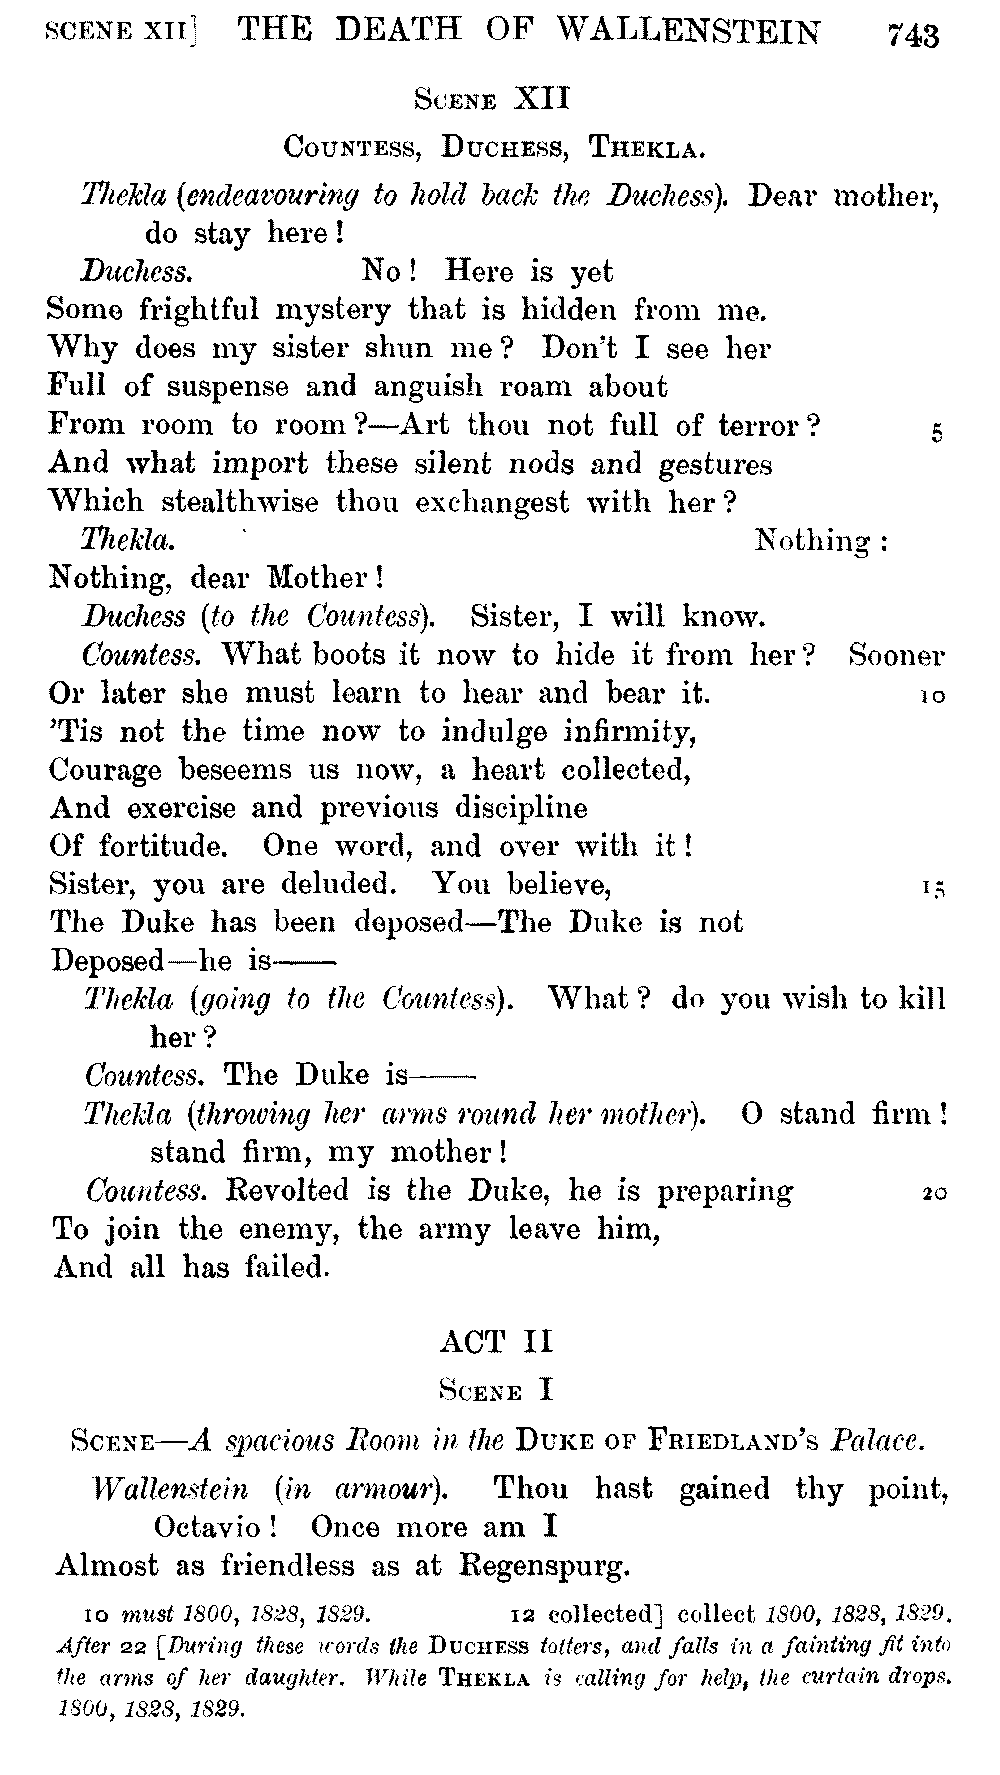 SCENE XII] THE DEATH OF WALLENSTEIN 743
SCENE XII
COUNTESS, DUCHESS, THEKLA.
Thekla (endeavouring to hold back the Duchess). Dear mother,
do stay here!
Duchess. No! Here is yet
Some frightful mystery that is hidden from me.
Why does my sister shun me? Don't I see her
Full of suspense and anguish roam about
From room to room?—Art thou not full of terror? 5
And what import these silent nods and gestures
Which stealthwise thou exchangest with her?
Thekla. Nothing:
Nothing, dear Mother!
Duchess (to the Countess). Sister, I will know.
Countess. What boots it now to hide it from her? Sooner
Or later she must learn to hear and bear it. 10
'Tis not the time now to indulge infirmity,
Courage beseems us now, a heart collected,
And exercise and previous discipline
Of fortitude. One word, and over with it!
Sister, you are deluded. You believe, 15
The Duke has been deposed—The Duke is not
Deposed—he is——
Thekla (going to the Countess). What? do you wish to kill
her?
Countess. The Duke is——
Thekla (throwing her arms round her mother). O stand firm!
stand firm, my mother!
Countess. Revolted is the Duke, he is preparing 20
To join the enemy, the army leave him,
And all has failed.
ACT II
SCENE I
SCENE—A spacious Room in the DUKE OF FRIEDLAND'S Palace.
Wallenstein (in armour). Thou hast gained thy point,
Octavio! Once more am I
Almost as friendless as at Regenspurg.
10 must 1800, 1828, 1829. 12 collected] collect 1800, 1828, 1829.
After 22 [During these words the DUCHESS totters, and falls in a fainting fit into
the arms of her daughter. While THEKLA is calling for help, the curtain drops.
1800, 1828, 1829.